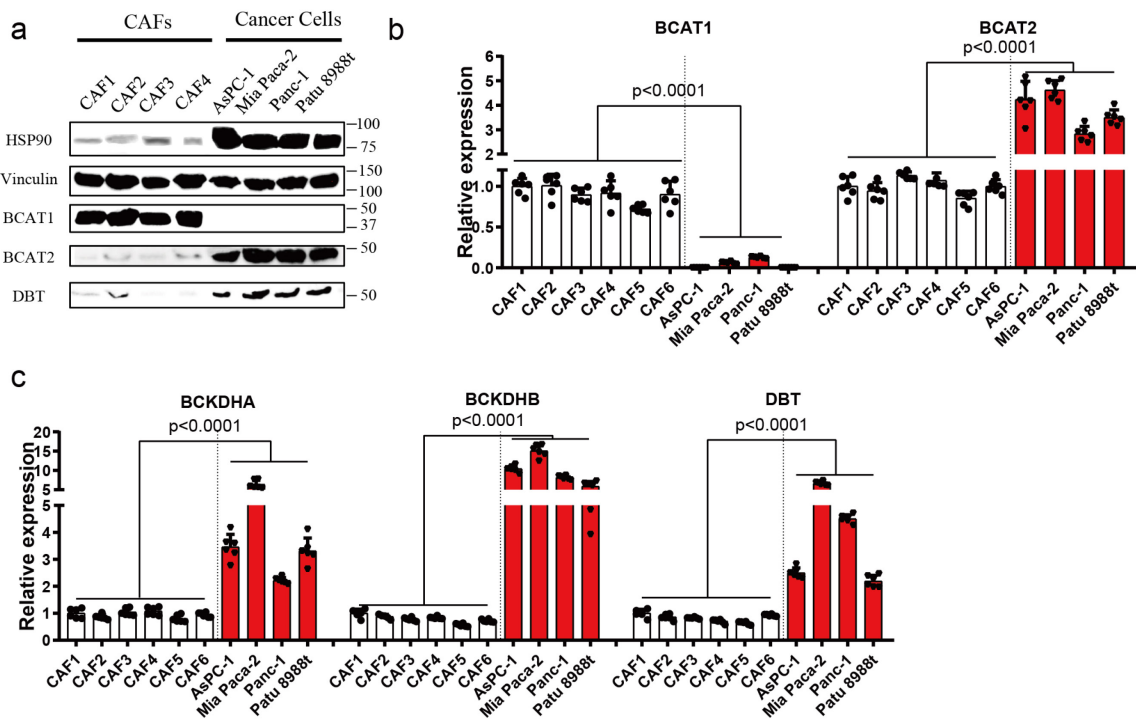 a
CAFs
Cancer Cells
CAF1
CAF2
CAF3
CAF4
AsPC-1
Mia Paca-2
Panc-1
Patu 8988t
HSP90
100
75
Vinculin
150
100
BCAT1
50
37
BCAT2
50
DBT
50
b
BCAT1
BCAT2
p<0.0001
p<0.0001
Relative expression
6
5
4
3
2
1.0
0.5
0.0
CAF1
CAF2
CAF3
CAF4
CAF5
CAF6
AsPC-1
Mia Paca-2
Panc-1
Patu 8988t
CAF1
CAF2
CAF3
CAF4
CAF5
CAF6
AsPC-1
Mia Paca-2
Panc-1
Patu 8988t
c
BCKDHA
BCKDHB
DBT
p<0.0001
p<0.0001
p<0.0001
Relative expression
20
15
10
5
4
3
2
1
0
CAF1
CAF2
CAF3
CAF4
CAF5
CAF6
AsPC-1
Mia Paca-2
Panc-1
Patu 8988t
CAF1
CAF2
CAF3
CAF4
CAF5
CAF6
AsPC-1
Mia Paca-2
Panc-1
Patu 8988t
CAF1
CAF2
CAF3
CAF4
CAF5
CAF6
AsPC-1
Mia Paca-2
Panc-1
Patu 8988t